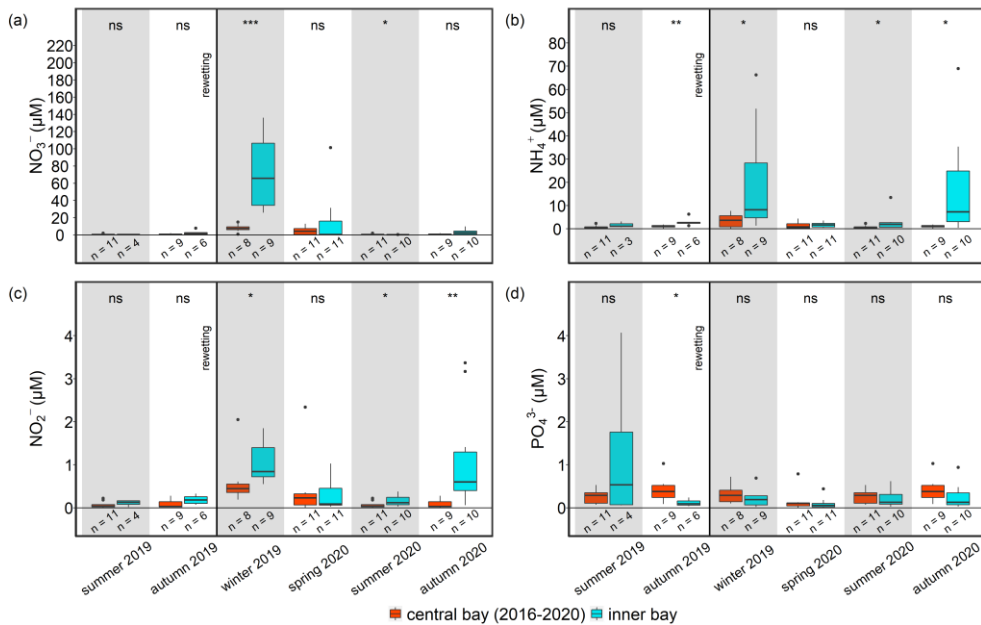 (a)
ns
ns
***
ns
*
ns
NO₃⁻ (µM)
220
200
180
160
140
120
100
80
60
40
20
0
rewetting
n = 11
n = 4
n = 9
n = 6
n = 8
n = 9
n = 11
n = 11
n = 11
n = 10
n = 9
n = 10
(b)
ns
**
*
ns
*
*
NH₄⁺ (µM)
80
70
60
50
40
30
20
10
0
rewetting
n = 11
n = 3
n = 9
n = 6
n = 8
n = 9
n = 11
n = 11
n = 11
n = 10
n = 9
n = 10
(c)
ns
ns
*
ns
*
**
NO₂⁻ (µM)
4
3
2
1
0
rewetting
n = 11
n = 4
n = 9
n = 6
n = 8
n = 9
n = 11
n = 11
n = 11
n = 10
n = 9
n = 10
summer 2019
autumn 2019
winter 2019
spring 2020
summer 2020
autumn 2020
(d)
ns
*
ns
ns
ns
ns
PO₄³⁻ (µM)
4
3
2
1
0
rewetting
n = 11
n = 4
n = 9
n = 6
n = 8
n = 9
n = 11
n = 11
n = 11
n = 10
n = 9
n = 10
summer 2019
autumn 2019
winter 2019
spring 2020
summer 2020
autumn 2020
central bay (2016-2020) inner bay